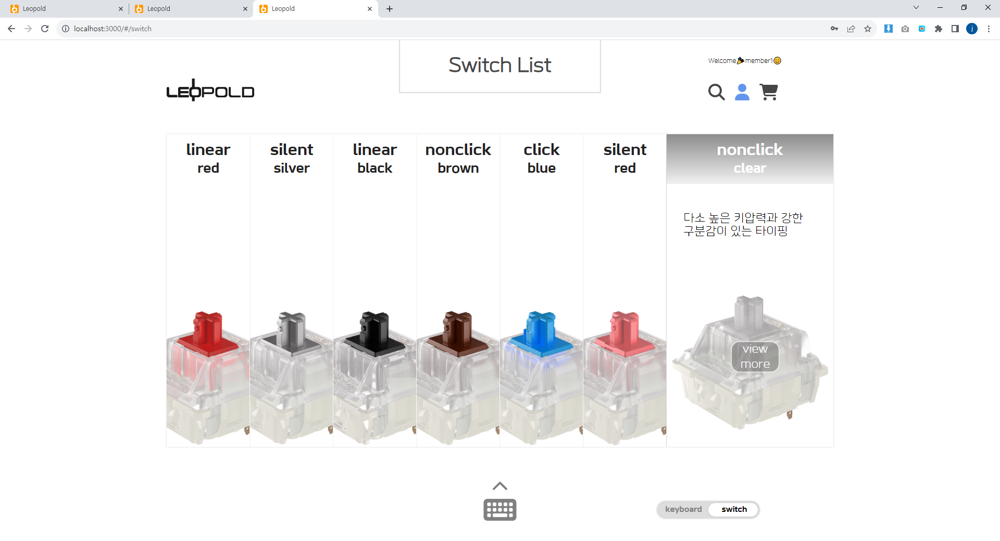 Leopold
Leopold
Leopold
localhost:3000/#/switch
j
Switch List
Welcome🎉member1😊
LEOPOLD
linear
red
silent
silver
linear
black
nonclick
brown
click
blue
silent
red
nonclick
clear
다소 높은 키압력과 강한
구분감이 있는 타이핑
view
more
keyboard
switch